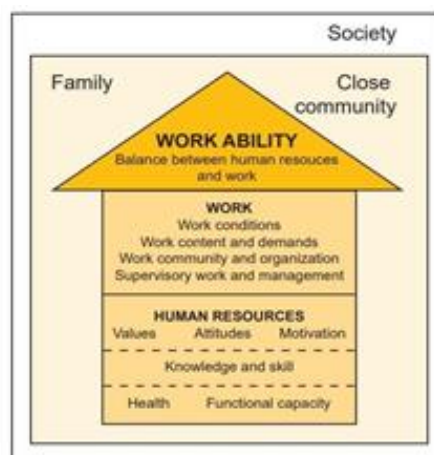 Society
Family Close
community
WORK ABILITY
Balance between human resouces
and work
WORK
Work conditions
Work content and demands
Work community and organization
Supervisory work and management
HUMAN RESOURCES
Values Attitudes Motivation
Knowledge and skill
Health Functional capacity